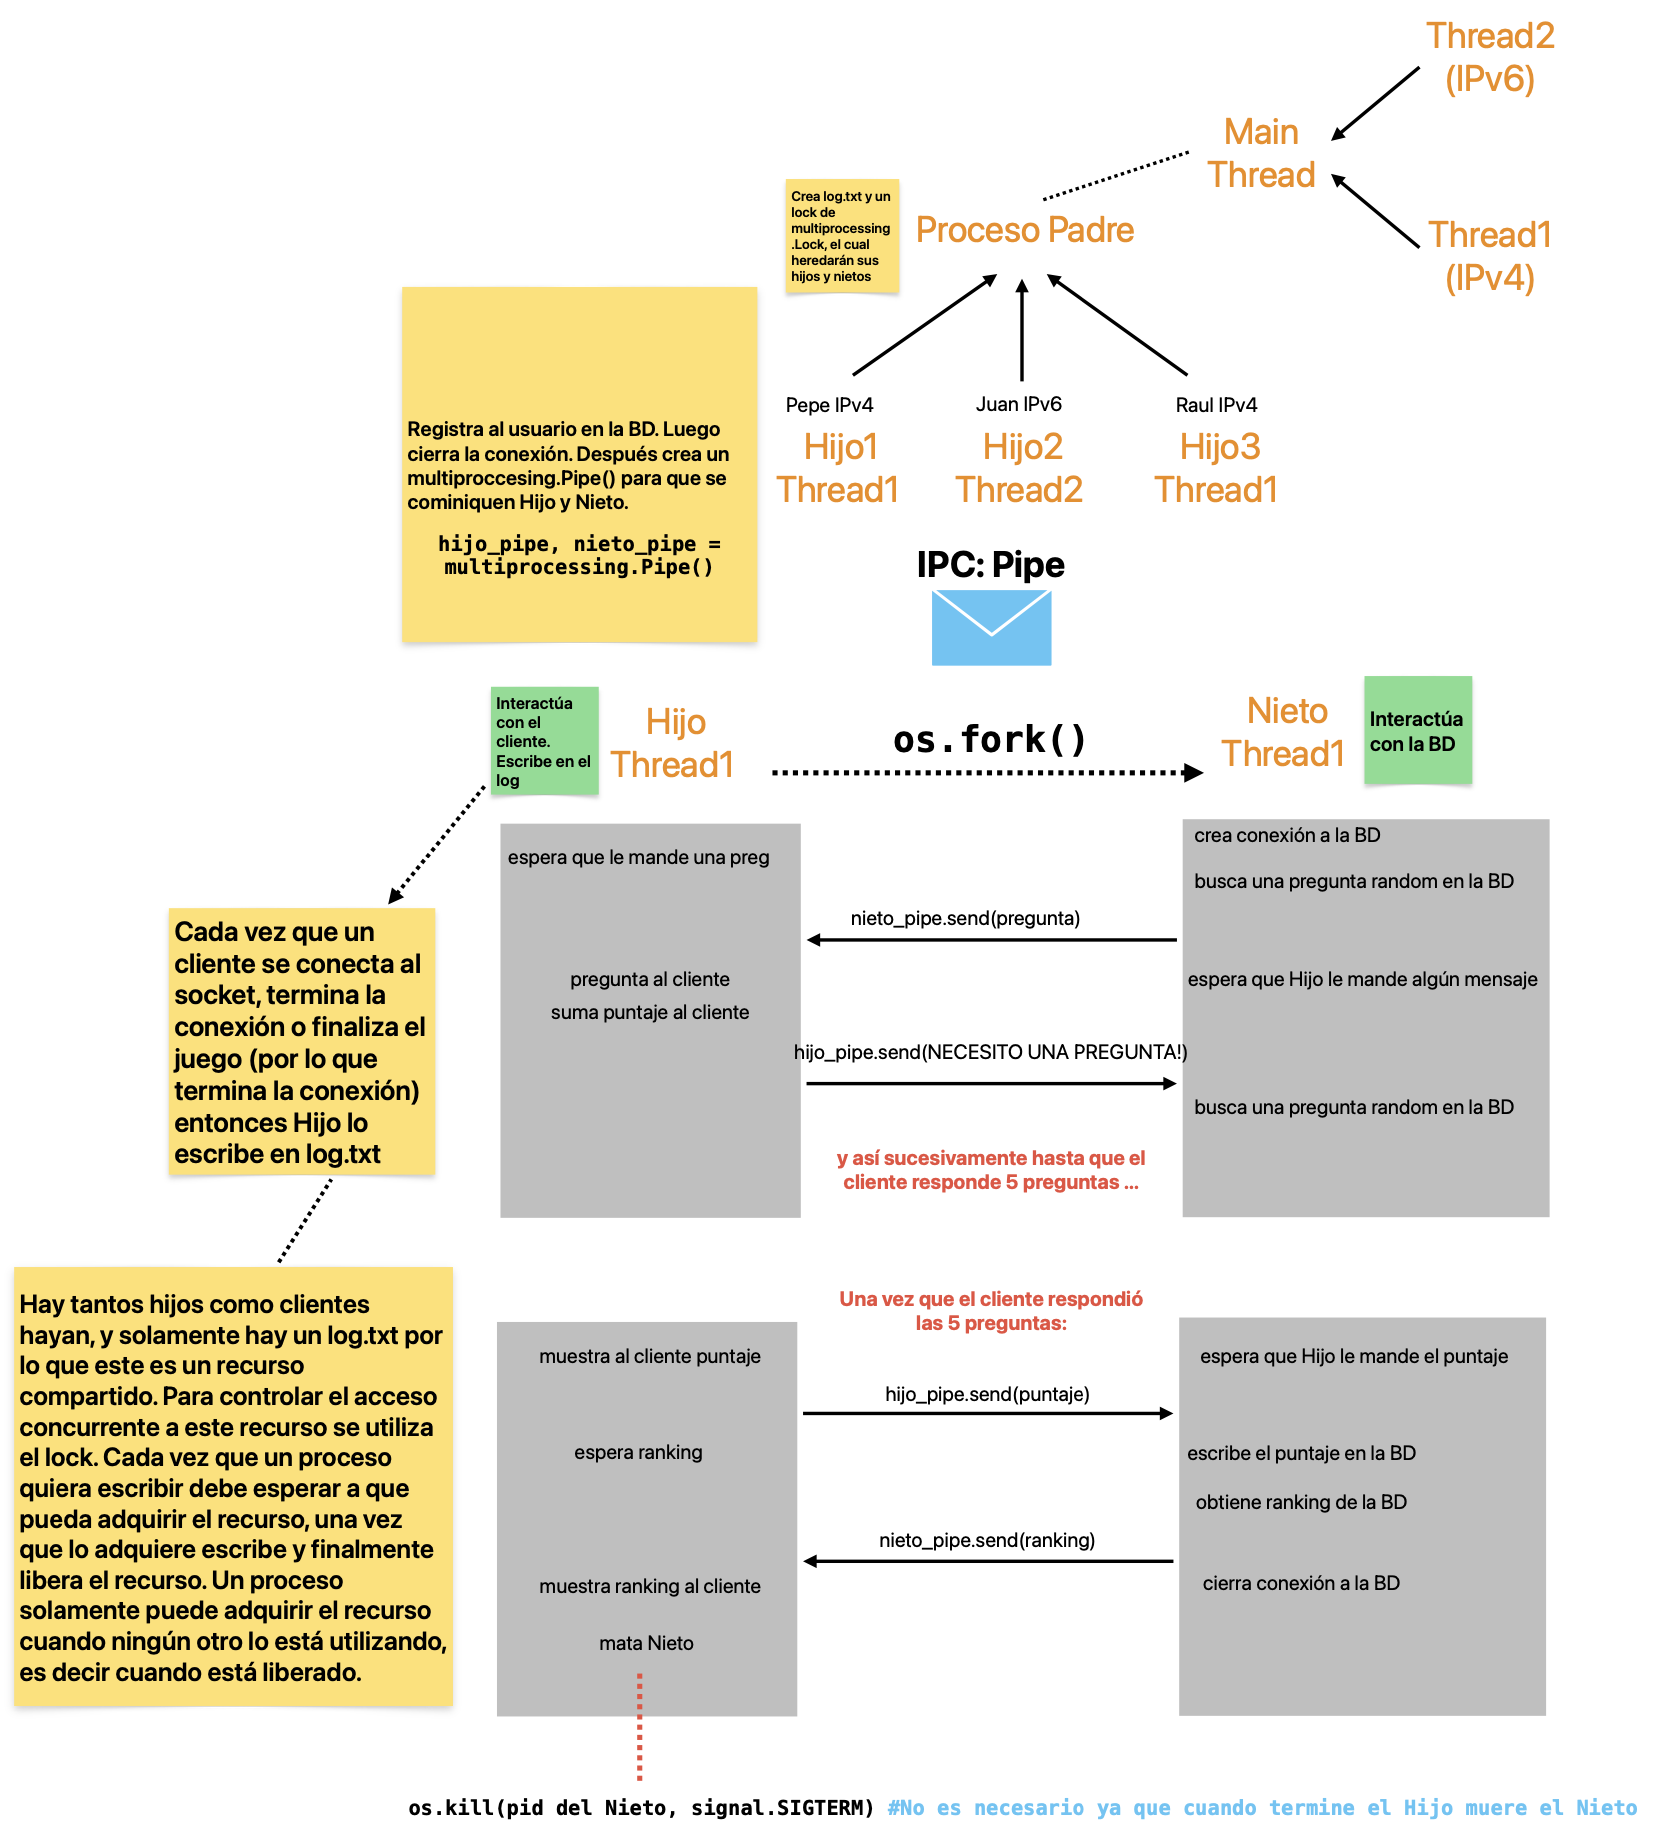 Thread2
(IPv6)
Main
Thread
Thread1
(IPv4)
Crea log.txt y un
lock de
multiprocessing
.Lock, el cual
heredarán sus
hijos y nietos
Proceso Padre
Pepe IPv4
Hijo1
Thread1
Juan IPv6
Hijo2
Thread2
Raul IPv4
Hijo3
Thread1
Registra al usuario en la BD. Luego
cierra la conexión. Después crea un
multiproccesing.Pipe() para que se
cominiquen Hijo y Nieto.
hijo_pipe, nieto_pipe =
multiprocessing.Pipe()
IPC: Pipe
Interactúa
con el
cliente.
Escribe en el
log
Hijo
Thread1
os.fork()
Nieto
Thread1
Interactúa
con la BD
espera que le mande una preg
crea conexión a la BD
busca una pregunta random en la BD
nieto_pipe.send(pregunta)
pregunta al cliente
suma puntaje al cliente
espera que Hijo le mande algún mensaje
hijo_pipe.send(NECESITO UNA PREGUNTA!)
busca una pregunta random en la BD
y así sucesivamente hasta que el
cliente responde 5 preguntas ...
Cada vez que un
cliente se conecta al
socket, termina la
conexión o finaliza el
juego (por lo que
termina la conexión)
entonces Hijo lo
escribe en log.txt
Hay tantos hijos como clientes
hayan, y solamente hay un log.txt por
lo que este es un recurso
compartido. Para controlar el acceso
concurrente a este recurso se utiliza
el lock. Cada vez que un proceso
quiera escribir debe esperar a que
pueda adquirir el recurso, una vez
que lo adquiere escribe y finalmente
libera el recurso. Un proceso
solamente puede adquirir el recurso
cuando ningún otro lo está utilizando,
es decir cuando está liberado.
Una vez que el cliente respondió
las 5 preguntas:
muestra al cliente puntaje
espera que Hijo le mande el puntaje
hijo_pipe.send(puntaje)
espera ranking
escribe el puntaje en la BD
obtiene ranking de la BD
nieto_pipe.send(ranking)
muestra ranking al cliente
cierra conexión a la BD
mata Nieto
os.kill(pid del Nieto, signal.SIGTERM) #No es necesario ya que cuando termine el Hijo muere el Nieto